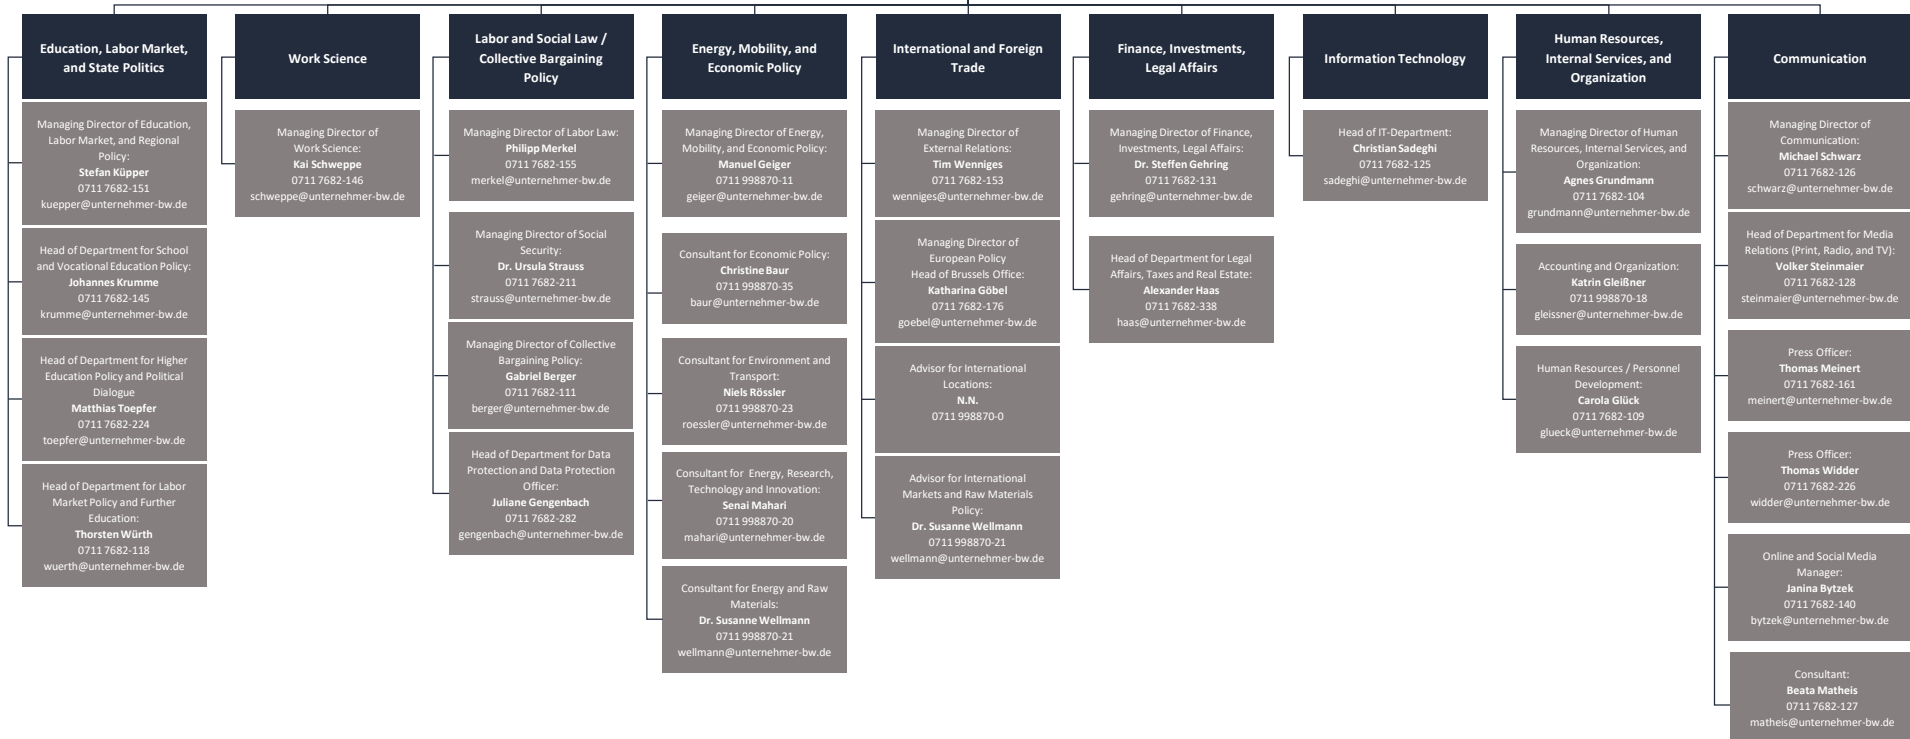 Education, Labor Market,
and State Politics
Managing Director of Education,
Labor Market, and Regional
Policy:
Stefan Küpper
0711 7682-151
kuepper@unternehmer-bw.de
Head of Department for School
and Vocational Education Policy:
Johannes Krumme
0711 7682-145
krumme@unternehmer-bw.de
Head of Department for Higher
Education Policy and Political
Dialogue
Matthias Toepfer
0711 7682-224
toepfer@unternehmer-bw.de
Head of Department for Labor
Market Policy and Further
Education:
Thorsten Würth
0711 7682-118
wuerth@unternehmer-bw.de
Work Science
Managing Director of
Work Science:
Kai Schweppe
0711 7682-146
schweppe@unternehmer-bw.de
Labor and Social Law /
Collective Bargaining
Policy
Managing Director of Labor Law:
Philipp Merkel
0711 7682-155
merkel@unternehmer-bw.de
Managing Director of Social
Security:
Dr. Ursula Strauss
0711 7682-211
strauss@unternehmer-bw.de
Managing Director of Collective
Bargaining Policy:
Gabriel Berger
0711 7682-111
berger@unternehmer-bw.de
Head of Department for Data
Protection and Data Protection
Officer:
Juliane Gengenbach
0711 7682-282
gengenbach@unternehmer-bw.de
Energy, Mobility, and
Economic Policy
Managing Director of Energy,
Mobility, and Economic Policy:
Manuel Geiger
0711 998870-11
geiger@unternehmer-bw.de
Consultant for Economic Policy:
Christine Baur
0711 998870-35
baur@unternehmer-bw.de
Consultant for Environment and
Transport:
Niels Rössler
0711 998870-23
roessler@unternehmer-bw.de
Consultant for Energy, Research,
Technology and Innovation:
Senai Mahari
0711 998870-20
mahari@unternehmer-bw.de
Consultant for Energy and Raw
Materials:
Dr. Susanne Wellmann
0711 998870-21
wellmann@unternehmer-bw.de
International and Foreign
Trade
Managing Director of
External Relations:
Tim Wenniges
0711 7682-153
wenniges@unternehmer-bw.de
Managing Director of
European Policy
Head of Brussels Office:
Katharina Göbel
0711 7682-176
goebel@unternehmer-bw.de
Advisor for International
Locations:
N.N.
0711 998870-0
Advisor for International
Markets and Raw Materials
Policy:
Dr. Susanne Wellmann
0711 998870-21
wellmann@unternehmer-bw.de
Finance, Investments,
Legal Affairs
Managing Director of Finance,
Investments, Legal Affairs:
Dr. Steffen Gehring
0711 7682-131
gehring@unternehmer-bw.de
Head of Department for Legal
Affairs, Taxes and Real Estate:
Alexander Haas
0711 7682-338
haas@unternehmer-bw.de
Information Technology
Head of IT-Department:
Christian Sadeghi
0711 7682-125
sadeghi@unternehmer-bw.de
Human Resources,
Internal Services, and
Organization
Managing Director of Human
Resources, Internal Services, and
Organization:
Agnes Grundmann
0711 7682-104
grundmann@unternehmer-bw.de
Accounting and Organization:
Katrin Gleißner
0711 998870-18
gleissner@unternehmer-bw.de
Human Resources / Personnel
Development:
Carola Glück
0711 7682-109
glueck@unternehmer-bw.de
Communication
Managing Director of
Communication:
Michael Schwarz
0711 7682-126
schwarz@unternehmer-bw.de
Head of Department for Media
Relations (Print, Radio, and TV):
Volker Steinmaier
0711 7682-128
steinmaier@unternehmer-bw.de
Press Officer:
Thomas Meinert
0711 7682-161
meinert@unternehmer-bw.de
Press Officer:
Thomas Widder
0711 7682-226
widder@unternehmer-bw.de
Online and Social Media
Manager:
Janina Bytzek
0711 7682-140
bytzek@unternehmer-bw.de
Consultant:
Beata Matheis
0711 7682-127
matheis@unternehmer-bw.de